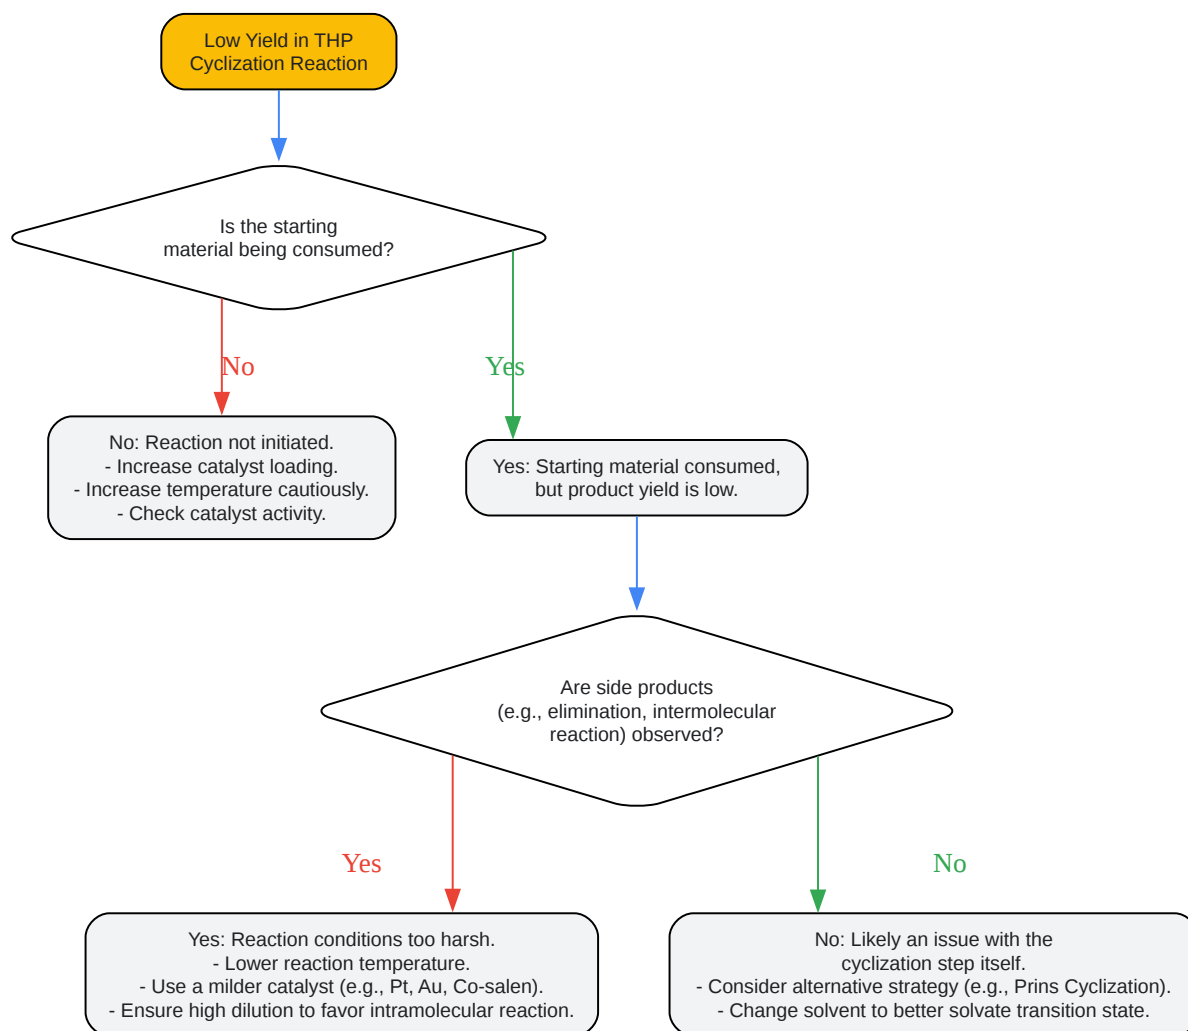 Low Yield in THP
Cyclization Reaction
Is the starting
material being consumed?
No
Yes
No: Reaction not initiated.
- Increase catalyst loading.
- Increase temperature cautiously.
- Check catalyst activity.
Yes: Starting material consumed,
but product yield is low.
Are side products
(e.g., elimination, intermolecular
reaction) observed?
Yes
No
Yes: Reaction conditions too harsh.
- Lower reaction temperature.
- Use a milder catalyst (e.g., Pt, Au, Co-salen).
- Ensure high dilution to favor intramolecular reaction.
No: Likely an issue with the
cyclization step itself.
- Consider alternative strategy (e.g., Prins Cyclization).
- Change solvent to better solvate transition state.